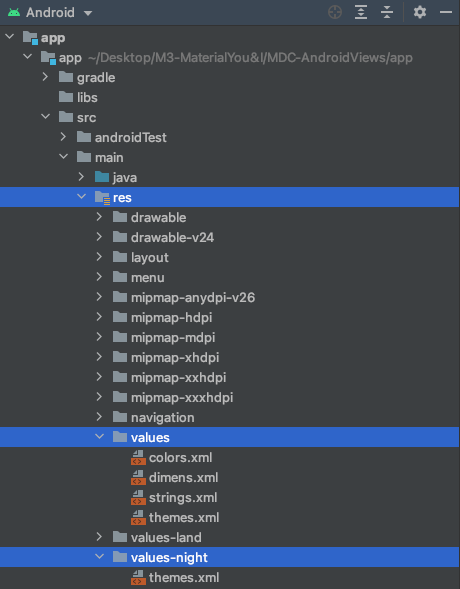 Android
app
app ~/Desktop/M3-MaterialYou&I/MDC-AndroidViews/app
gradle
libs
src
androidTest
main
java
res
drawable
drawable-v24
layout
menu
mipmap-anydpi-v26
mipmap-hdpi
mipmap-mdpi
mipmap-xhdpi
mipmap-xxhdpi
mipmap-xxxhdpi
navigation
values
colors.xml
dimens.xml
strings.xml
themes.xml
values-land
values-night
themes.xml